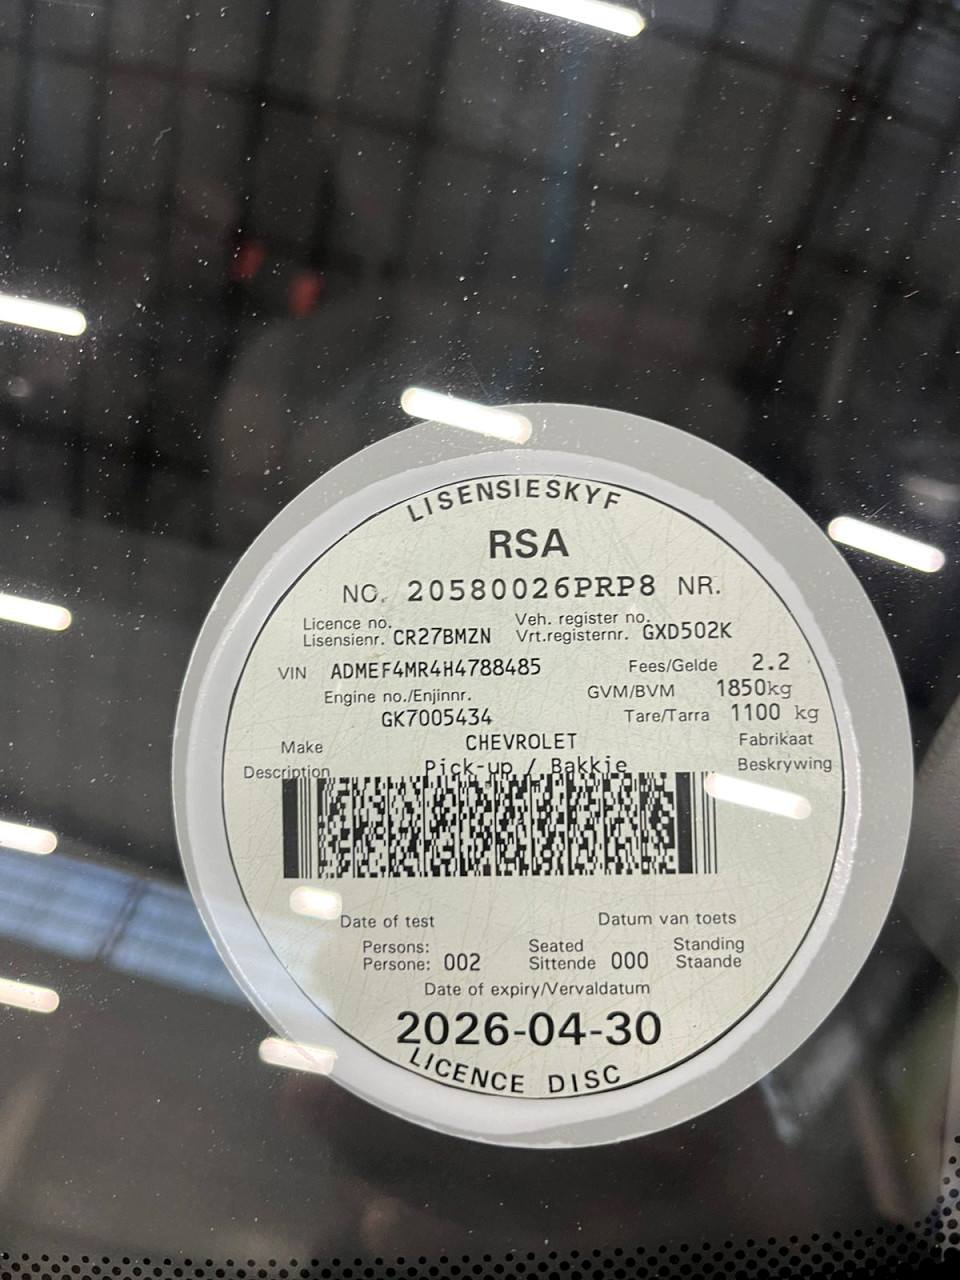 LISENSIESKYF
RSA
NO. 20580026PRP8 NR.
Licence no. Veh. register no.
Lisensienr. CR27BMZN Vrt.registernr. GXD502K
VIN ADMEF4MR4H4788485 Fees/Gelde 2.2
Engine no./Enjinnr. GVM/BVM 1850kg
GK7005434 Tare/Tarra 1100 kg
Make CHEVROLET Fabrikaat
Description Pick-up / Bakkie Beskrywing
Date of test Datum van toets
Persons: Seated Standing
Persone: 002 Sittende 000 Staande
Date of expiry/Vervaldatum
2026-04-30
LICENCE DISC